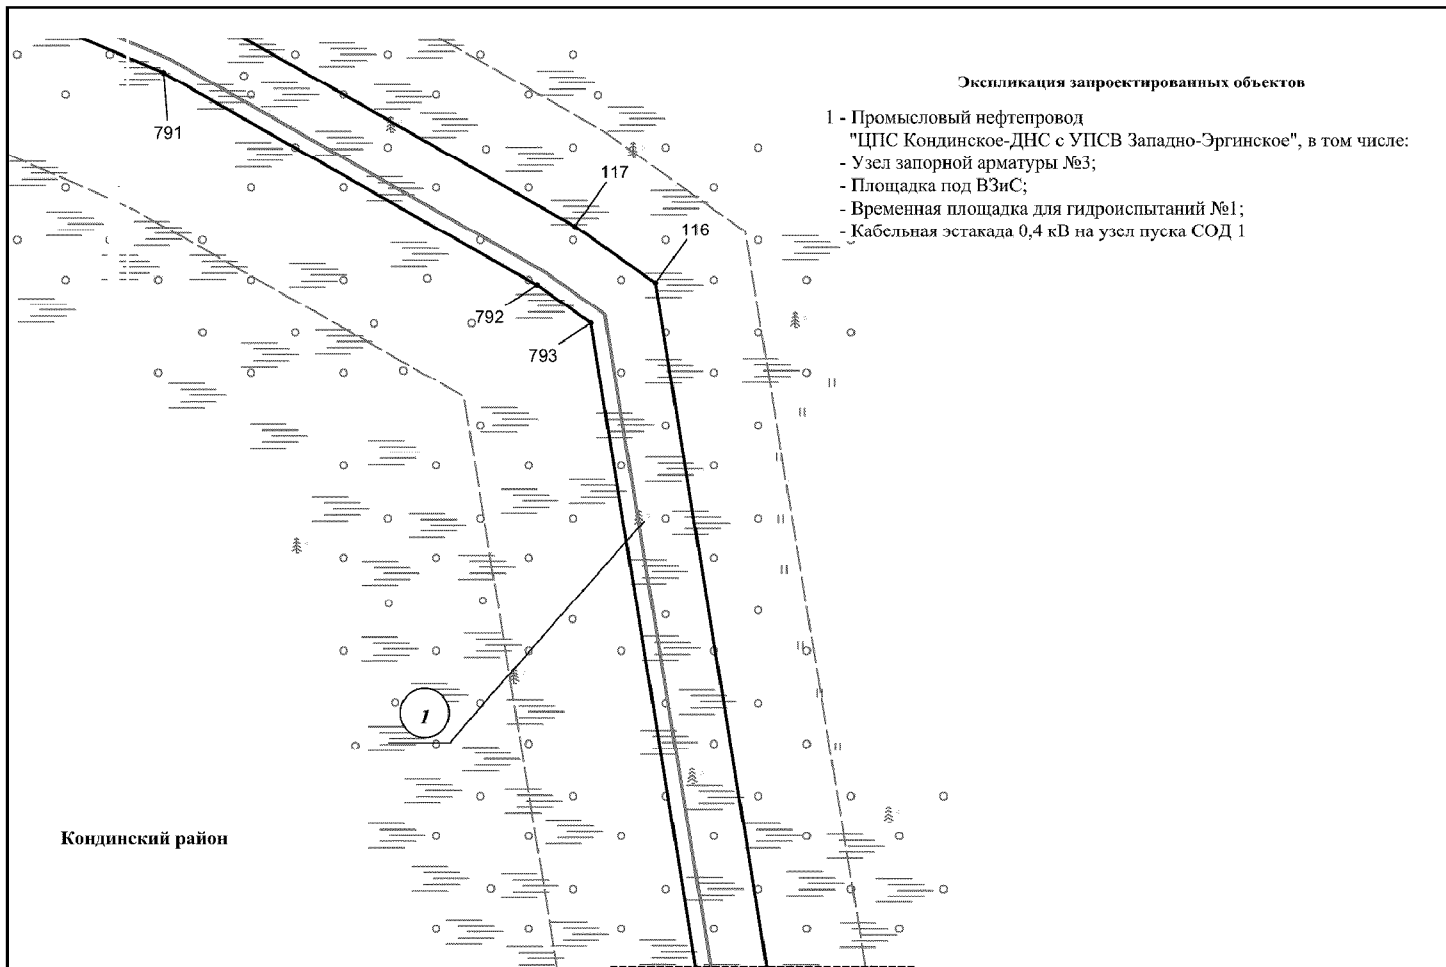 Экспликация запроектированных объектов
1 - Промысловый нефтепровод
"ЦПС Кондинское-ДНС с УПСВ Западно-Эргинское", в том числе:
- Узел запорной арматуры №3;
- Площадка под ВЗиС;
- Временная площадка для гидроиспытаний №1;
- Кабельная эстакада 0,4 кВ на узел пуска СОД 1
791
117
116
792
793
1
Кондинский район